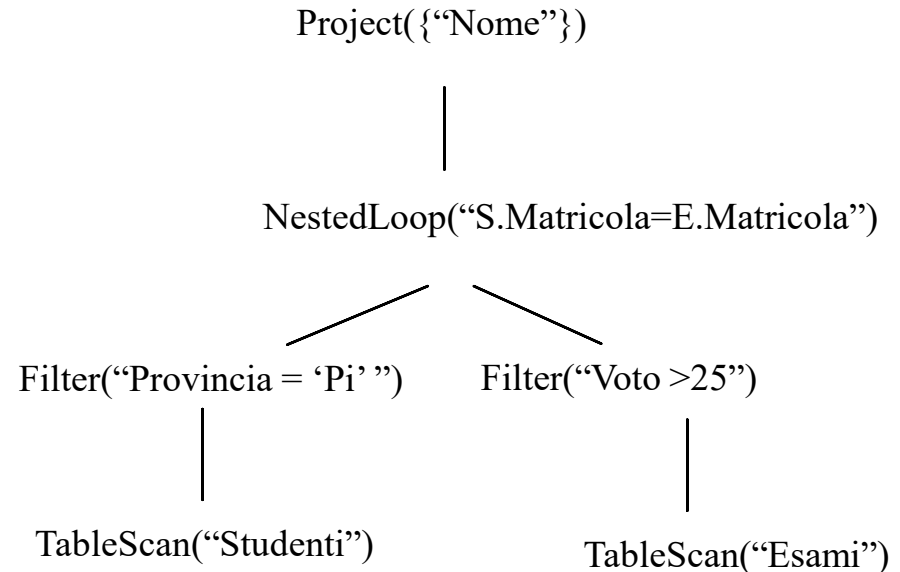 Project({“Nome”})
NestedLoop(“S.Matricola=E.Matricola”)
Filter(“Provincia = ‘Pi’ ”)
Filter(“Voto >25”)
TableScan(“Studenti”)
TableScan(“Esami”)